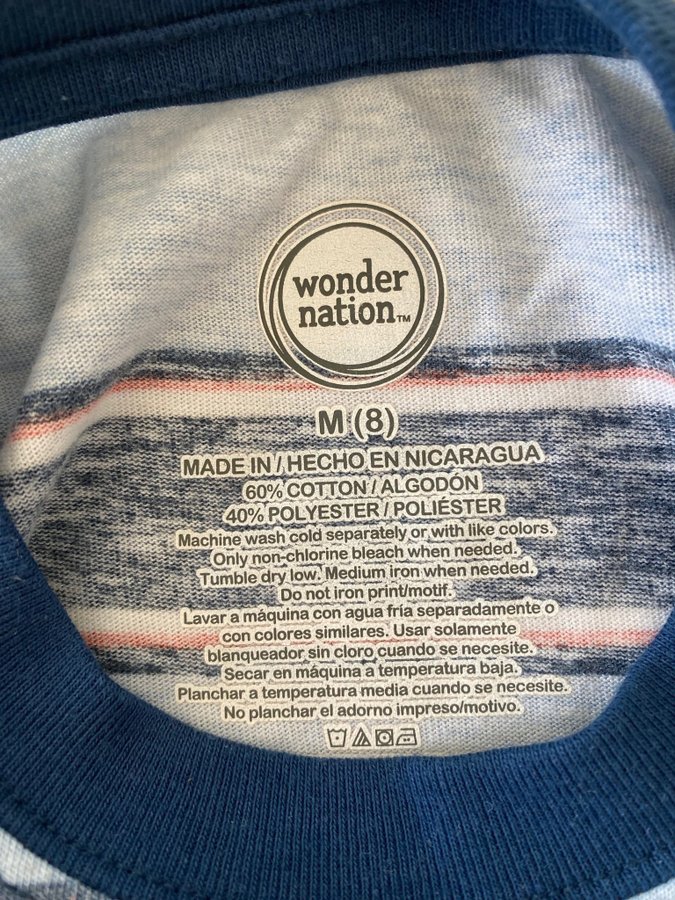 wonder
nation™
M (8)
MADE IN / HECHO EN NICARAGUA
60% COTTON / ALGODÓN
40% POLYESTER / POLIÉSTER
Machine wash cold separately or with like colors.
Only non-chlorine bleach when needed.
Tumble dry low. Medium iron when needed.
Do not iron print/motif.
Lavar a máquina con agua fría separadamente o
con colores similares. Usar solamente
blanqueador sin cloro cuando se necesite.
Secar en máquina a temperatura baja.
Planchar a temperatura media cuando se necesite.
No planchar el adorno impreso/motivo.